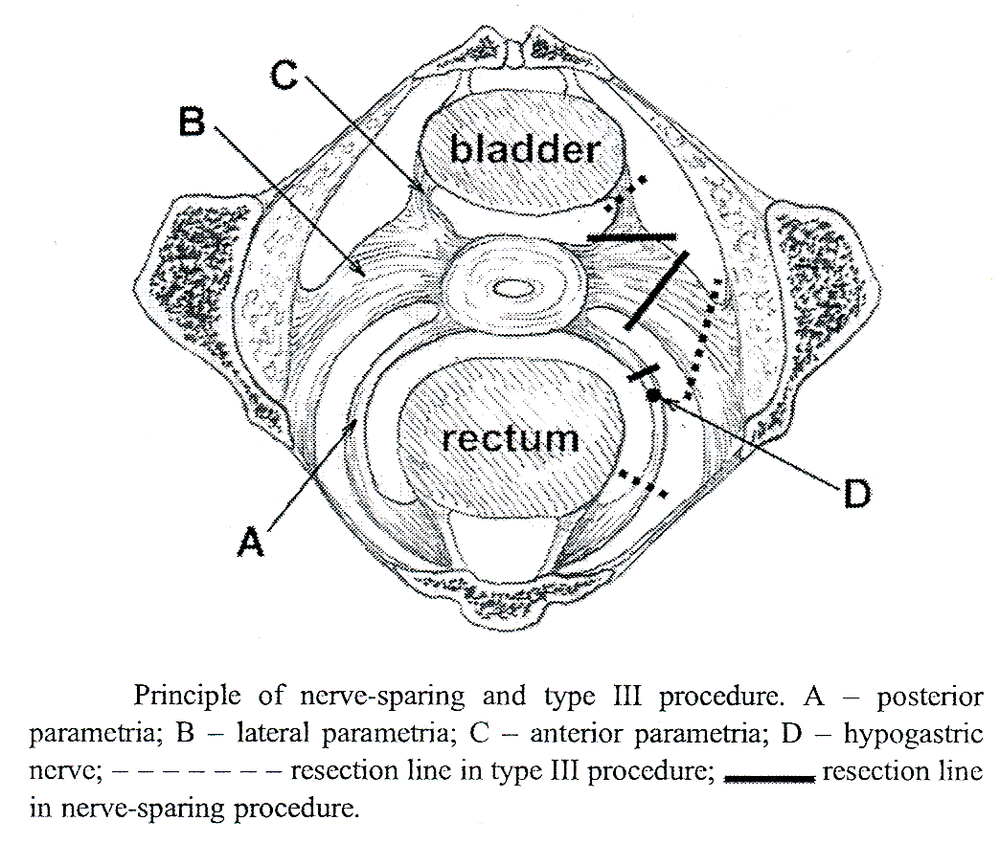 C
B
bladder
rectum
D
A
Principle of nerve-sparing and type III procedure. A – posterior
parametria; B – lateral parametria; C – anterior parametria; D – hypogastric
nerve; – – – – – – – resection line in type III procedure; ▬▬▬ resection line
in nerve-sparing procedure.